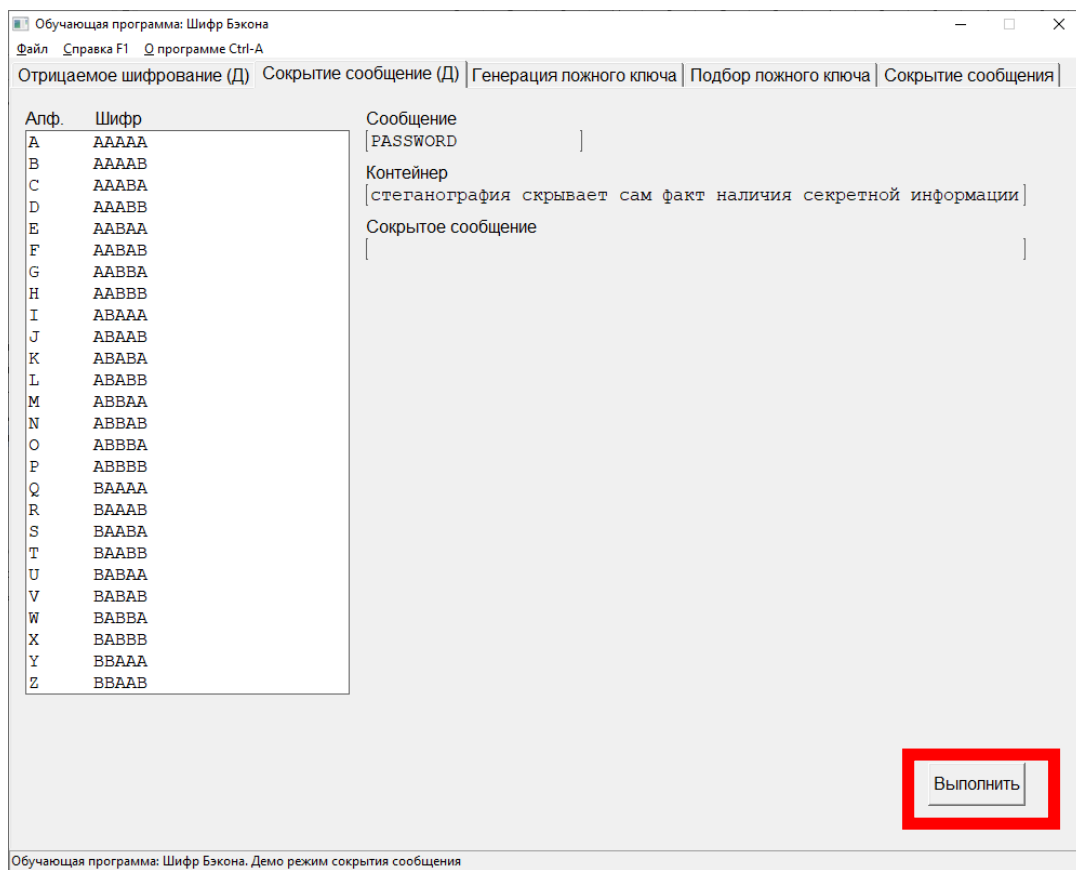 Обучающая программа: Шифр Бэкона
Файл Справка F1 О программе Ctrl-A
Отрицаемое шифрование (Д) Сокрытие сообщение (Д) Генерация ложного ключа Подбор ложного ключа Сокрытие сообщения
Алф. Шифр
A AAAAA
B AAAAB
C AAABA
D AAABB
E AABAA
F AABAB
G AABBA
H AABBB
I ABAAA
J ABAAB
K ABABA
L ABABB
M ABBAA
N ABBAB
O ABBBA
P ABBBB
Q BAAAA
R BAAAB
S BAABA
T BAABB
U BABAA
V BABAB
W BABBA
X BABBB
Y BBAAA
Z BBAAB
Сообщение
PASSWORD
Контейнер
стеганография скрывает сам факт наличия секретной информации
Сокрытое сообщение
Выполнить
Обучающая программа: Шифр Бэкона. Демо режим сокрытия сообщения